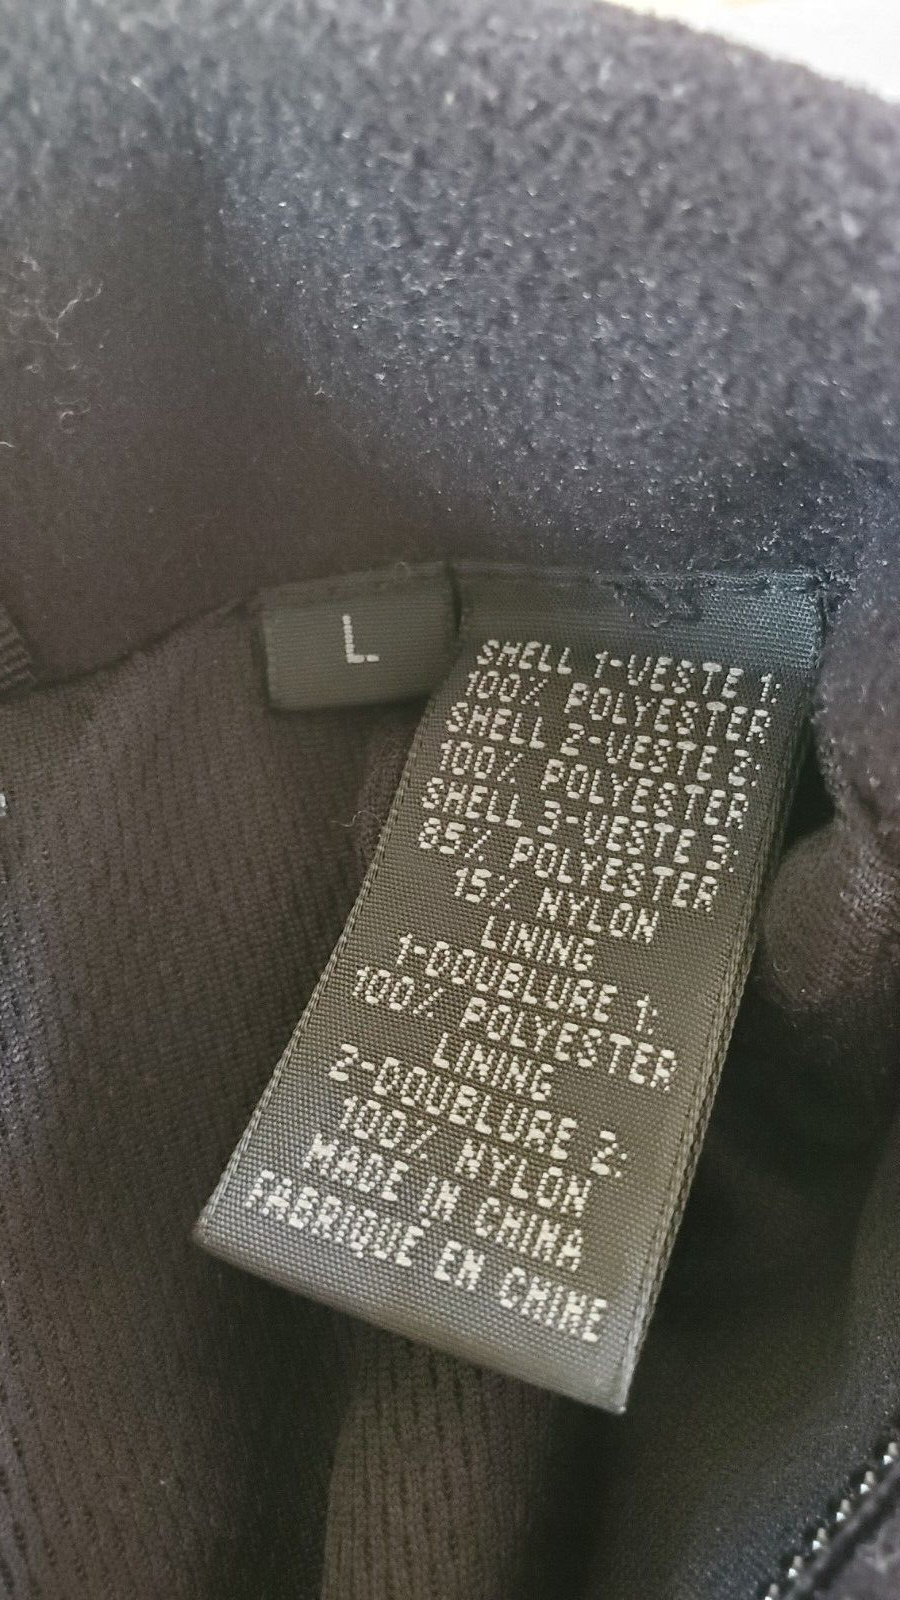 L
SHELL 1-VESTE 1:
100% POLYESTER
SHELL 2-VESTE 2:
100% POLYESTER
SHELL 3-VESTE 3:
85% POLYESTER
15% NYLON
LINING
1-DOUBLURE 1:
100% POLYESTER
LINING
2-DOUBLURE 2:
100% NYLON
MADE IN CHINA
FABRIQUE EN CHINE